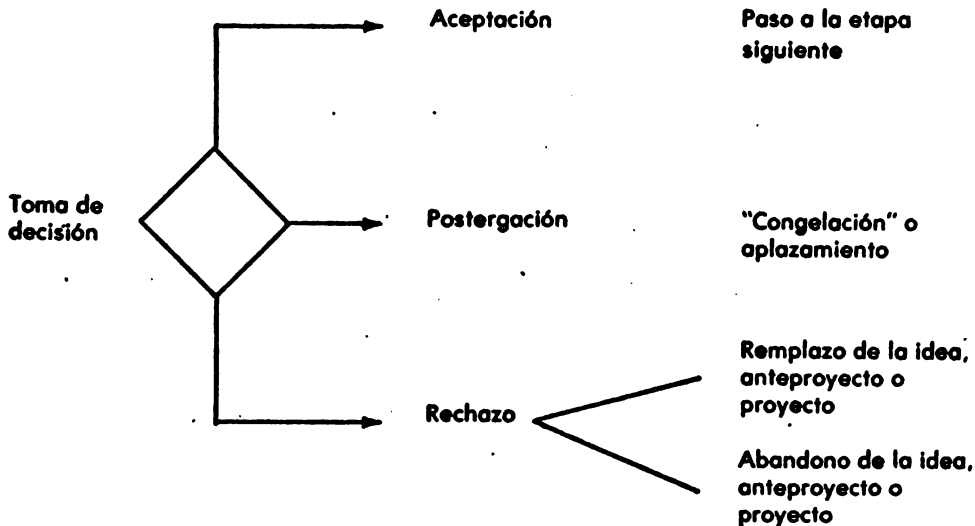 Aceptación
Paso a la etapa
siguiente
Toma de
decisión
Postergación
"Congelación" o
aplazamiento
Rechazo
Remplazo de la idea,
anteproyecto o
proyecto
Abandono de la idea,
anteproyecto o
proyecto